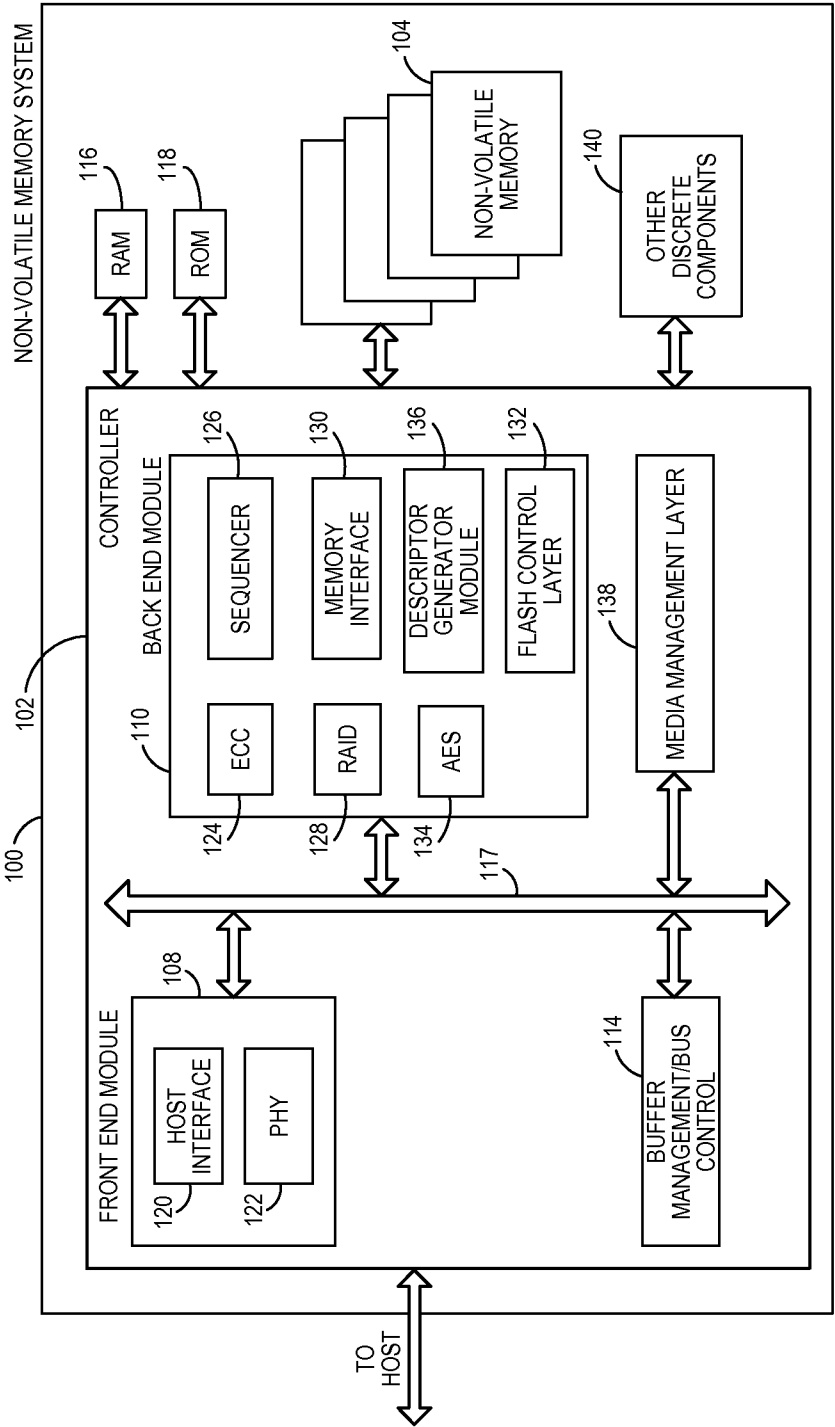 NON-VOLATILE MEMORY SYSTEM
100
102
CONTROLLER
FRONT END MODULE
108
HOST
INTERFACE
120
PHY
122
TO
HOST
117
BUFFER
MANAGEMENT/BUS
CONTROL
114
BACK END MODULE
110
ECC
124
SEQUENCER
126
RAID
128
MEMORY
INTERFACE
130
AES
134
DESCRIPTOR
GENERATOR
MODULE
136
FLASH CONTROL
LAYER
132
MEDIA MANAGEMENT LAYER
138
RAM
116
ROM
118
NON-VOLATILE
MEMORY
104
OTHER
DISCRETE
COMPONENTS
140